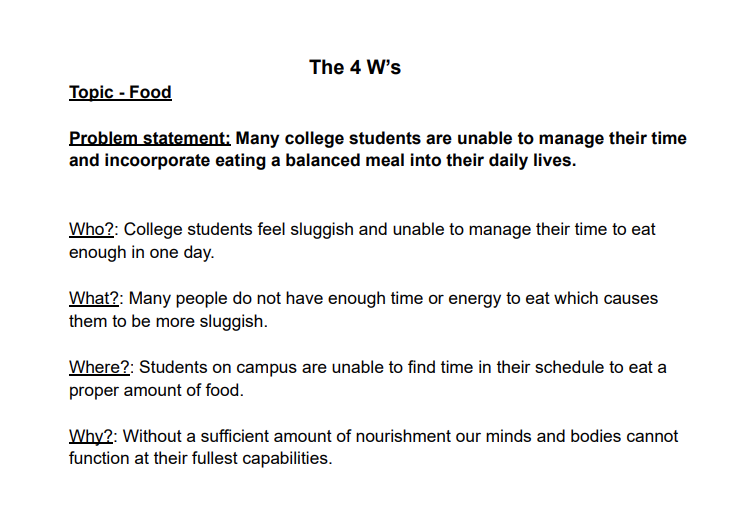 The 4 W’s
Topic - Food
Problem statement: Many college students are unable to manage their time
and incoorporate eating a balanced meal into their daily lives.
Who?: College students feel sluggish and unable to manage their time to eat
enough in one day.
What?: Many people do not have enough time or energy to eat which causes
them to be more sluggish.
Where?: Students on campus are unable to find time in their schedule to eat a
proper amount of food.
Why?: Without a sufficient amount of nourishment our minds and bodies cannot
function at their fullest capabilities.